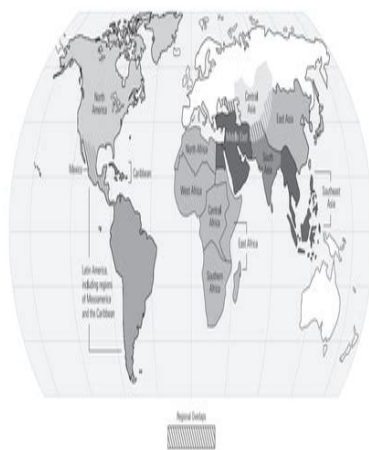 North
America
Mexico
Caribbean
Latin America,
including regions
of Mesoamerica
and the Caribbean
North Africa
West Africa
Central
Africa
East Africa
Southern
Africa
Middle East
Central
Asia
East Asia
South
Asia
Southeast
Asia
Regional Overlaps